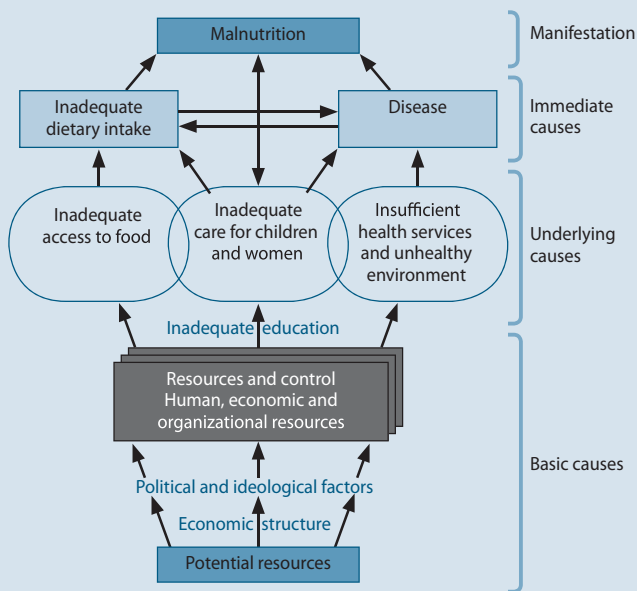 Malnutrition
Manifestation
Inadequate
dietary intake
Disease
Immediate
causes
Inadequate
access to food
Inadequate
care for children
and women
Insufficient
health services
and unhealthy
environment
Underlying
causes
Inadequate education
Resources and control
Human, economic and
organizational resources
Basic causes
Political and ideological factors
Economic structure
Potential resources